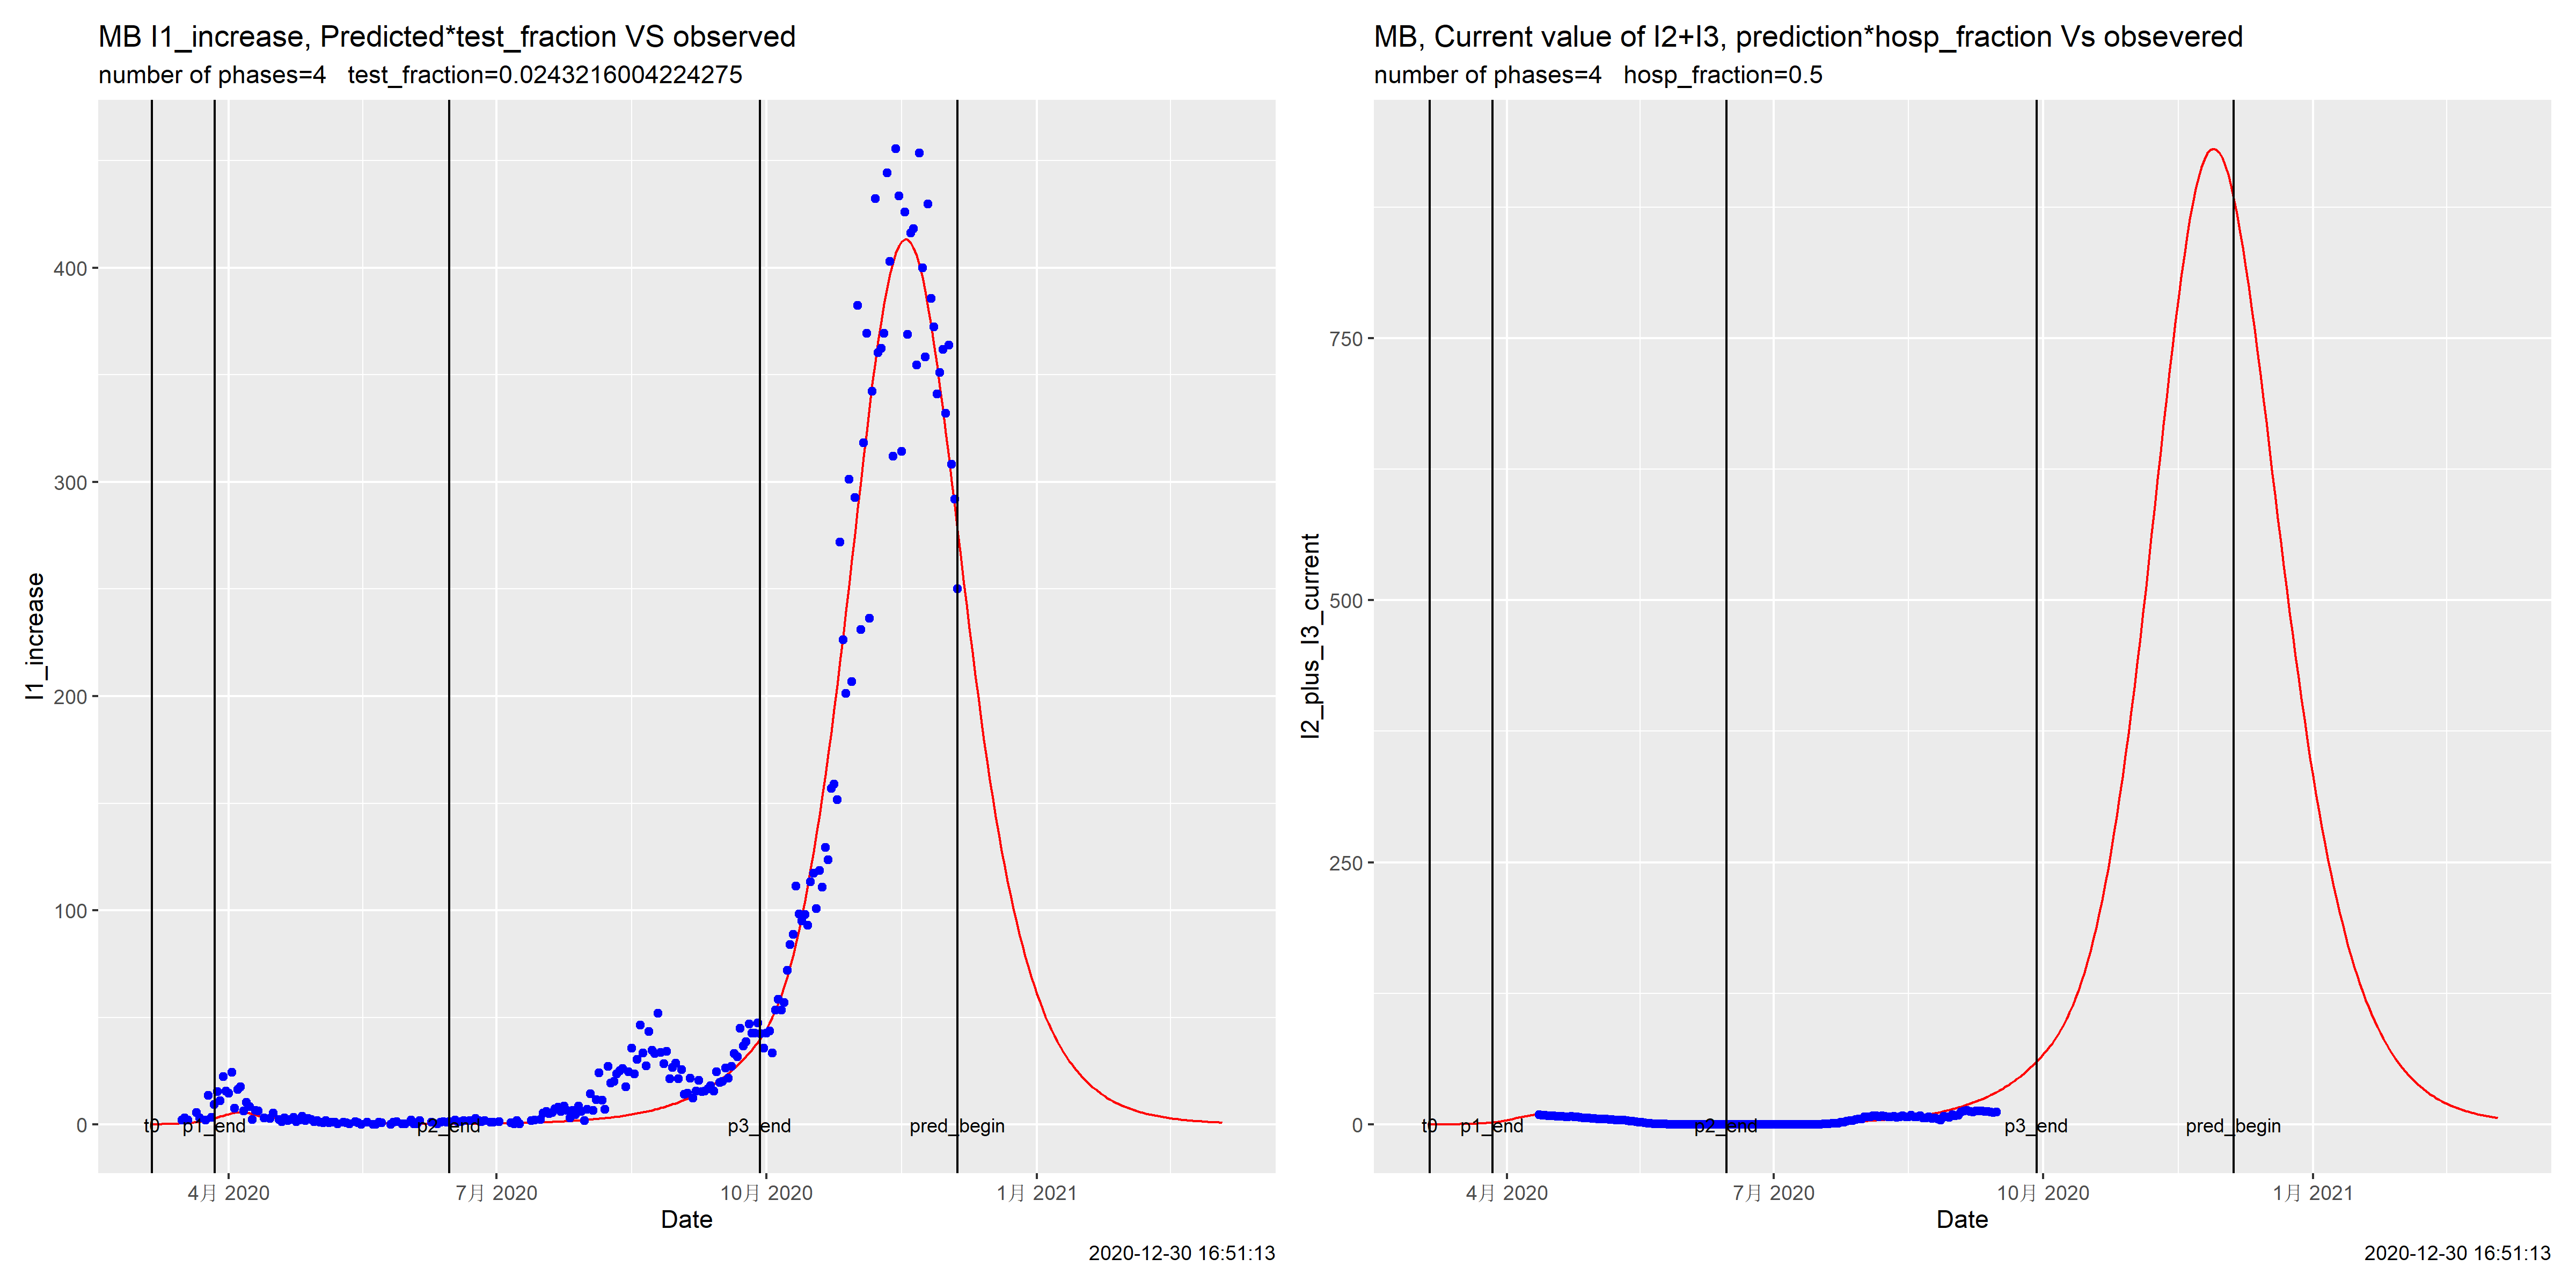 MB I1_increase, Predicted*test_fraction VS observed
number of phases=4   test_fraction=0.0243216004224275
I1_increase
400
300
200
100
0
t0
p1_end
p2_end
p3_end
pred_begin
4月 2020
7月 2020
10月 2020
1月 2021
Date
2020-12-30 16:51:13
MB, Current value of I2+I3, prediction*hosp_fraction Vs obsevered
number of phases=4   hosp_fraction=0.5
I2_plus_I3_current
750
500
250
0
t0
p1_end
p2_end
p3_end
pred_begin
4月 2020
7月 2020
10月 2020
1月 2021
Date
2020-12-30 16:51:13